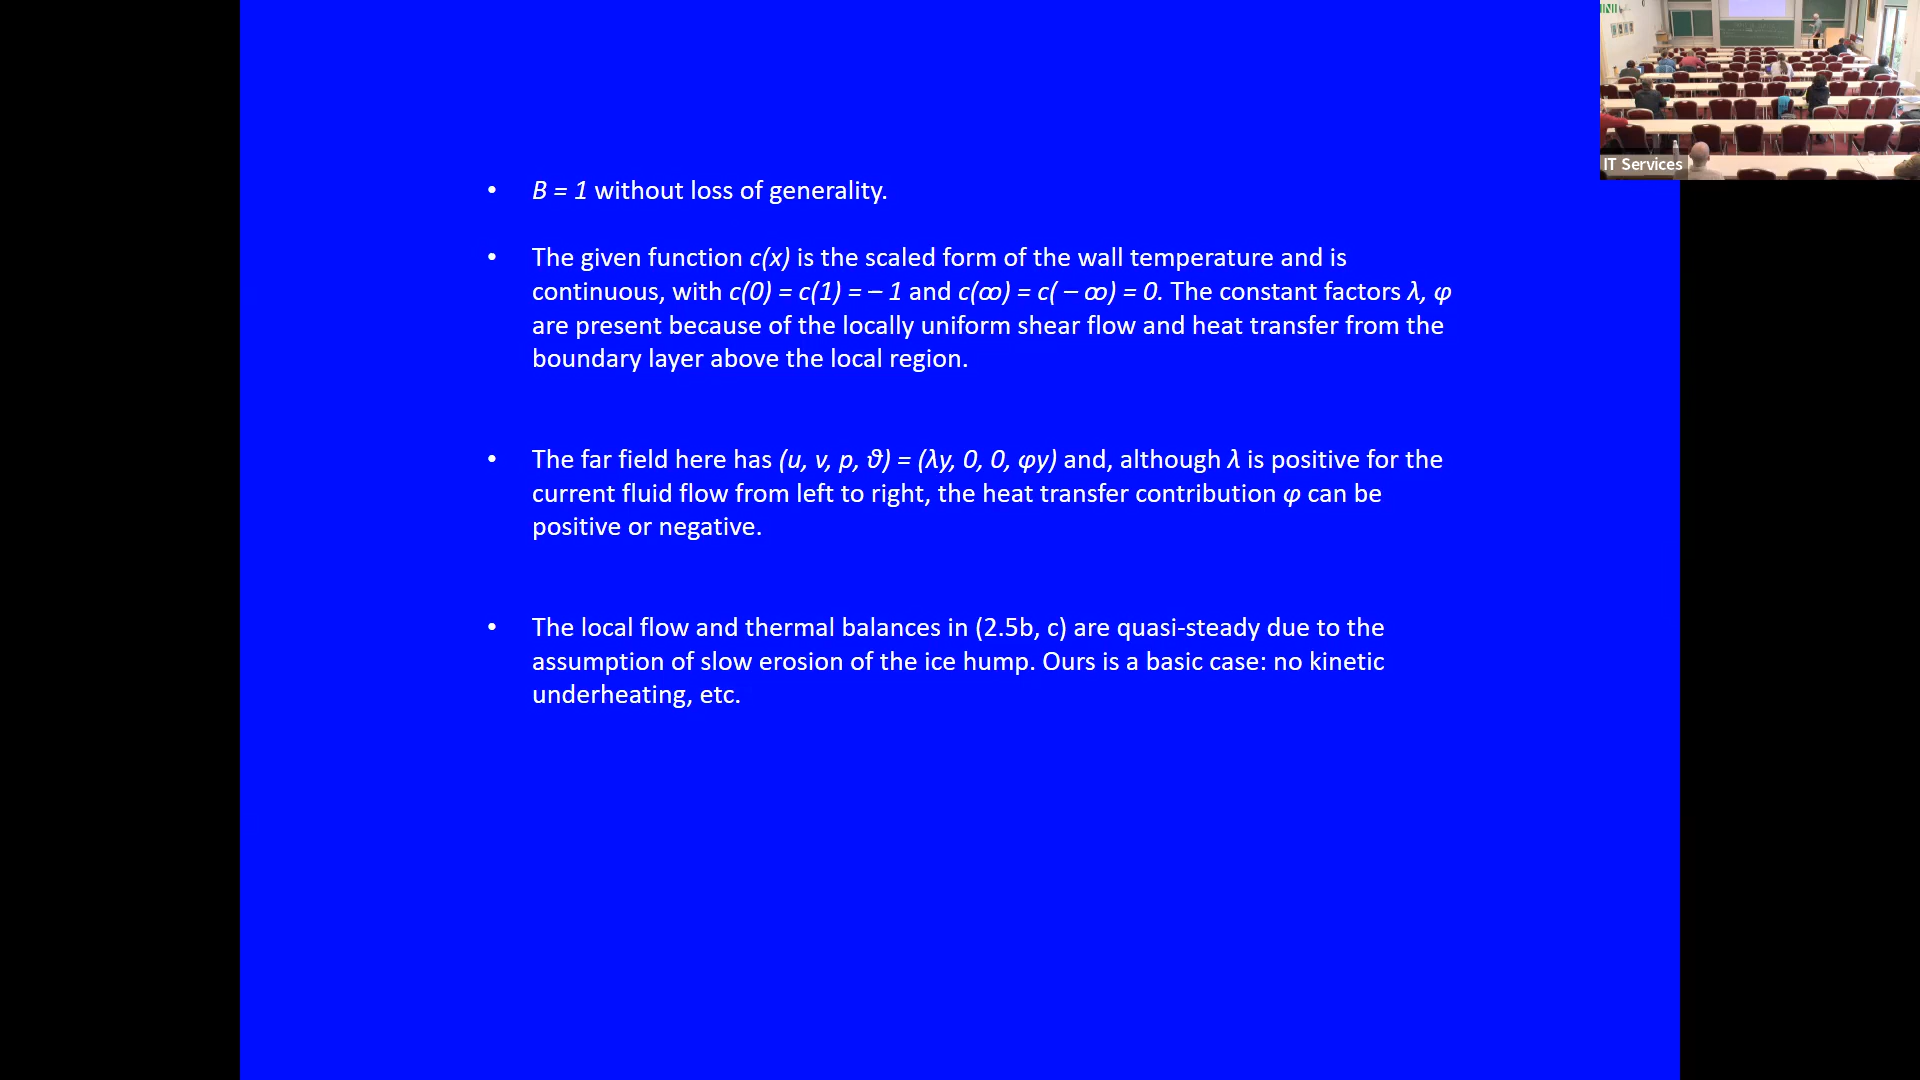 IT Services
• B = 1 without loss of generality.
• The given function c(x) is the scaled form of the wall temperature and is
continuous, with c(0) = c(1) = – 1 and c(∞) = c( – ∞) = 0. The constant factors λ, φ
are present because of the locally uniform shear flow and heat transfer from the
boundary layer above the local region.
• The far field here has (u, v, p, ϑ) = (λy, 0, 0, φy) and, although λ is positive for the
current fluid flow from left to right, the heat transfer contribution φ can be
positive or negative.
• The local flow and thermal balances in (2.5b, c) are quasi-steady due to the
assumption of slow erosion of the ice hump. Ours is a basic case: no kinetic
underheating, etc.